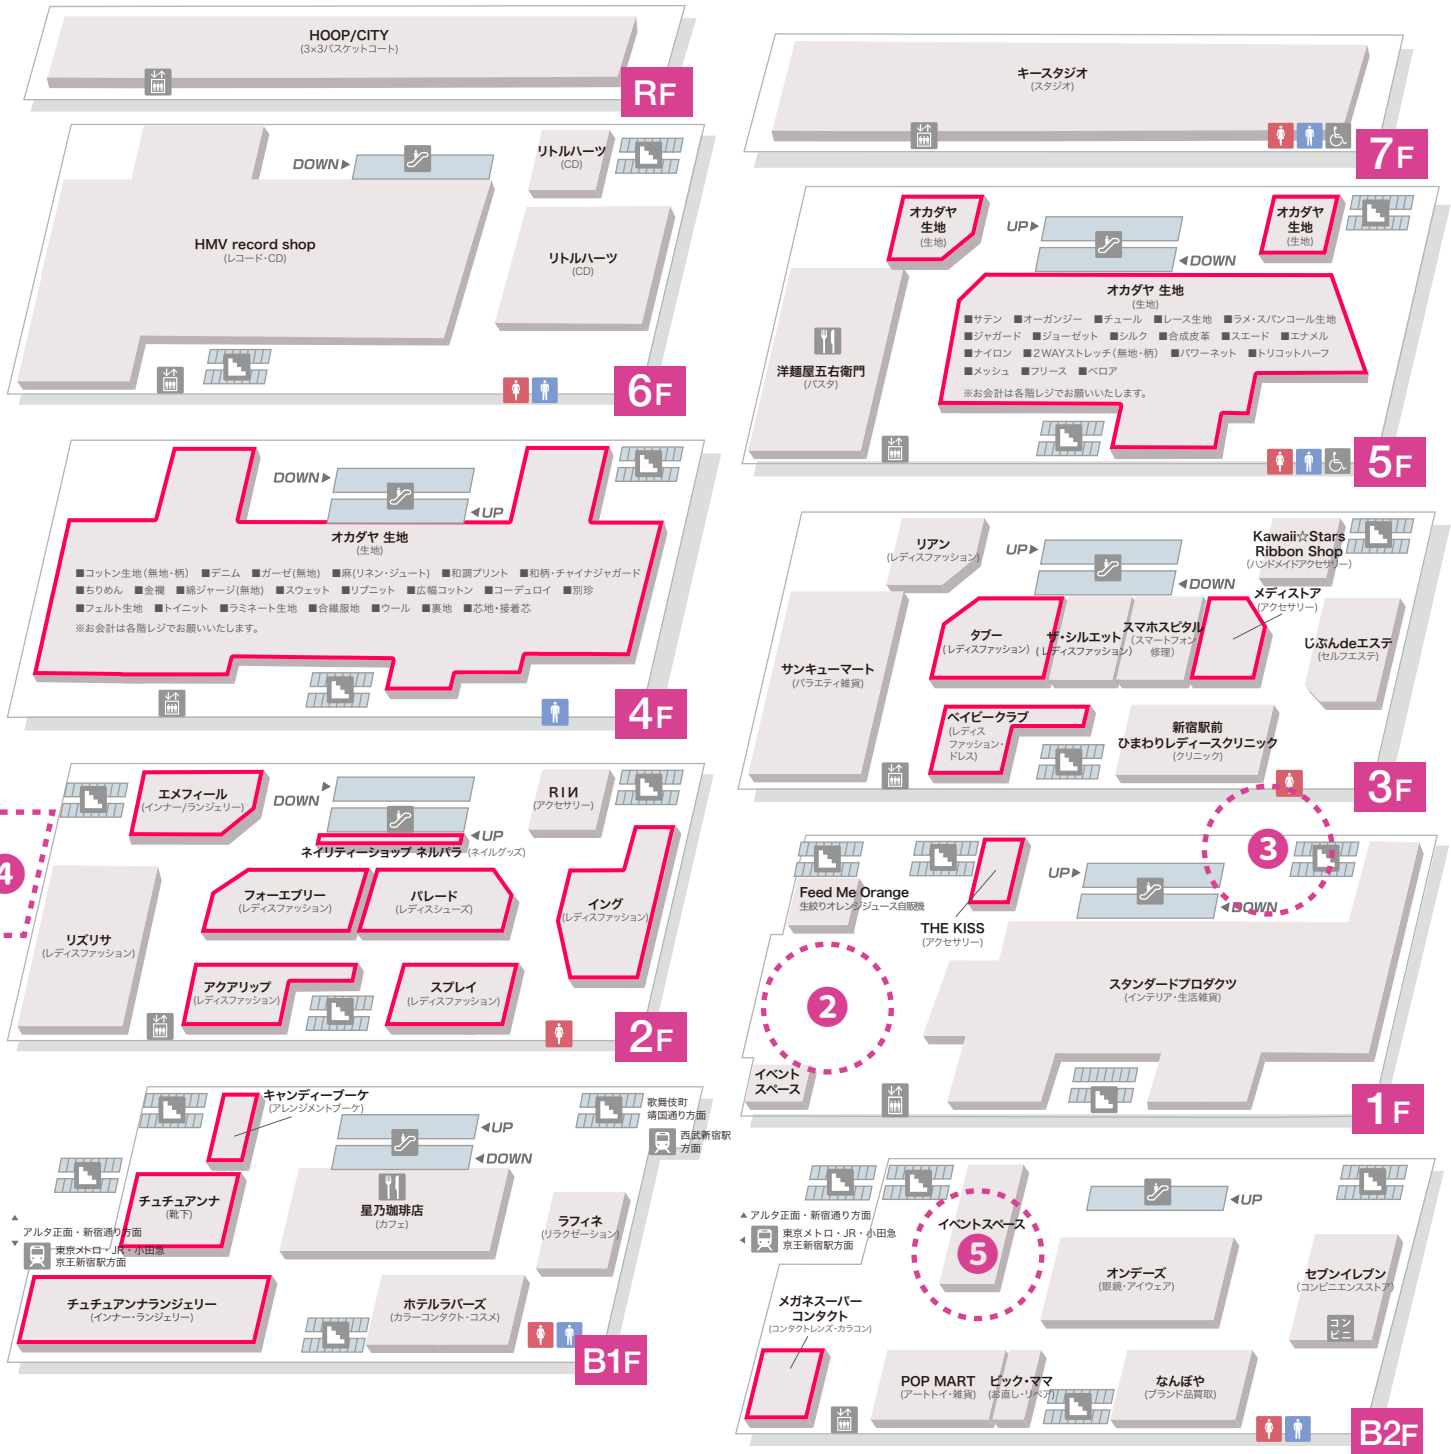 HOOP/CITY
(3×3バスケットコート)
RF
キースタジオ
(スタジオ)
7F
DOWN
リトルハーツ
(CD)
HMV record shop
(レコード・CD)
リトルハーツ
(CD)
6F
オカダヤ
生地
(生地)
UP
DOWN
オカダヤ
生地
(生地)
オカダヤ 生地
(生地)
■サテン ■オーガンジー ■チュール ■レース生地 ■ラメ・スパンコール生地
■ジャガード ■ジョーゼット ■シルク ■合成皮革 ■スエード ■エナメル
■ナイロン ■2WAYストレッチ(無地・柄) ■パワーネット ■トリコットハーフ
■メッシュ ■フリース ■ベロア
※お会計は各階レジでお願いいたします。
洋麺屋五右衛門
(パスタ)
5F
DOWN
UP
オカダヤ 生地
(生地)
■コットン生地(無地・柄) ■デニム ■ガーゼ(無地) ■麻(リネン・ジュート) ■和調プリント ■和柄・チャイナジャガード
■ちりめん ■金襴 ■綿ジャージ(無地) ■スウェット ■リブニット ■広幅コットン ■コーデュロイ ■別珍
■フェルト生地 ■トイニット ■ラミネート生地 ■合繊服地 ■ウール ■裏地 ■芯地・接着芯
※お会計は各階レジでお願いいたします。
4F
リアン
(レディスファッション)
UP
DOWN
Kawaii☆Stars
Ribbon Shop
(ハンドメイドアクセサリー)
メディストア
(アクセサリー)
タブー
(レディスファッション)
ザ・シルエット
(レディスファッション)
スマホスピタル
(スマートフォン
修理)
じぶんdeエステ
(セルフエステ)
サンキューマート
(バラエティ雑貨)
ベイビークラブ
(レディス
ファッション・
ドレス)
新宿駅前
ひまわりレディースクリニック
(クリニック)
3F
エメフィール
(インナー/ランジェリー)
DOWN
UP
RIN
(アクセサリー)
ネイリティーショップ ネルパラ (ネイルグッズ)
4
フォーエブリー
(レディスファッション)
パレード
(レディスシューズ)
イング
(レディスファッション)
リズリサ
(レディスファッション)
アクアリップ
(レディスファッション)
スプレイ
(レディスファッション)
2F
3
Feed Me Orange
生絞りオレンジジュース自販機
UP
DOWN
THE KISS
(アクセサリー)
スタンダードプロダクツ
(インテリア・生活雑貨)
2
イベント
スペース
1F
キャンディーブーケ
(アレンジメントブーケ)
UP
DOWN
歌舞伎町
靖国通り方面
西武新宿駅
方面
チュチュアンナ
(靴下)
星乃珈琲店
(カフェ)
ラフィネ
(リラクゼーション)
アルタ正面・新宿通り方面
東京メトロ・JR・小田急
京王新宿駅方面
チュチュアンナランジェリー
(インナー・ランジェリー)
ホテルラバーズ
(カラーコンタクト・コスメ)
B1F
アルタ正面・新宿通り方面
東京メトロ・JR・小田急
京王新宿駅方面
イベントスペース
5
UP
オンデーズ
(眼鏡・アイウェア)
セブンイレブン
(コンビニエンスストア)
コン
ビニ
メガネスーパー
コンタクト
(コンタクトレンズ・カラコン)
POP MART
(アートトイ・雑貨)
ビック・ママ
(お直し・リペア)
なんぼや
(ブランド品買取)
B2F